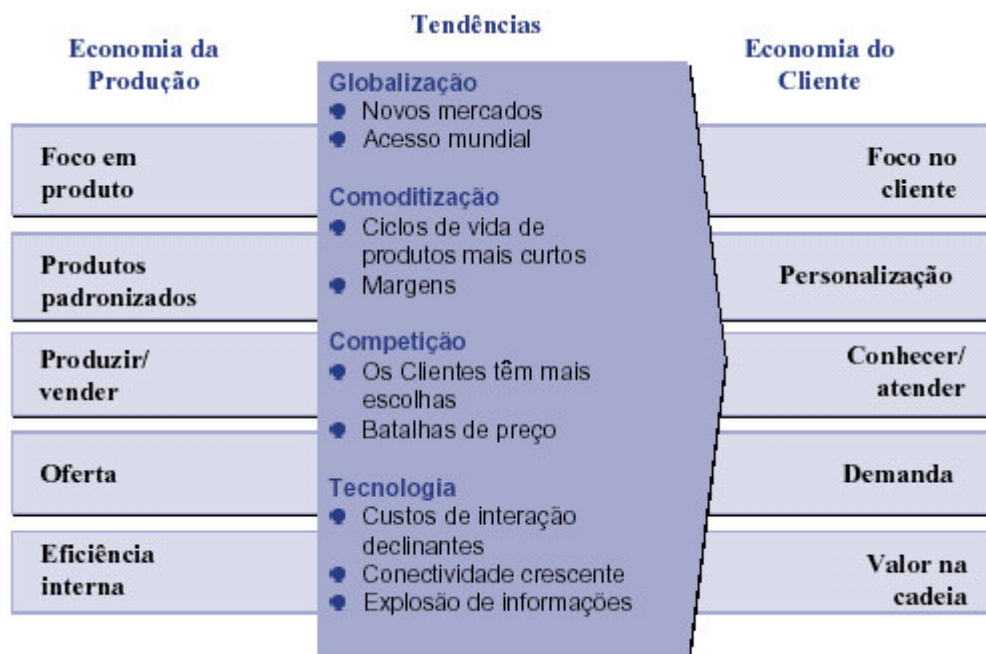 Economia da
Produção
Foco em
produto
Produtos
padronizados
Produzir/
vender
Oferta
Eficiência
interna
Tendências
Globalização
Novos mercados
Acesso mundial
Comoditização
Ciclos de vida de
produtos mais curtos
Margens
Competição
Os Clientes têm mais
escolhas
Batalhas de preço
Tecnologia
Custos de interação
declinantes
Conectividade crescente
Explosão de informações
Economia do
Cliente
Foco no
cliente
Personalização
Conhecer/
atender
Demanda
Valor na
cadeia